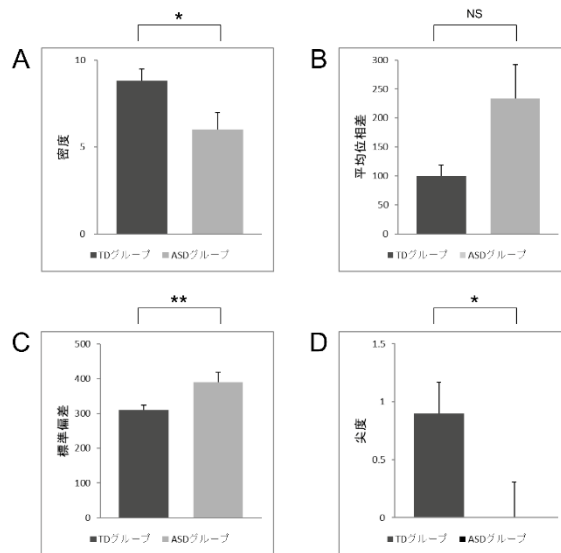 *
NS
A
B
10
5
0
密度
300
250
200
150
100
50
0
平均位相差
■TDグループ ■ASDグループ
■TDグループ ■ASDグループ
**
*
C
D
500
400
300
200
100
0
標準偏差
1.5
1
0.5
0
尖度
■TDグループ ■ASDグループ
■TDグループ ■ASDグループ